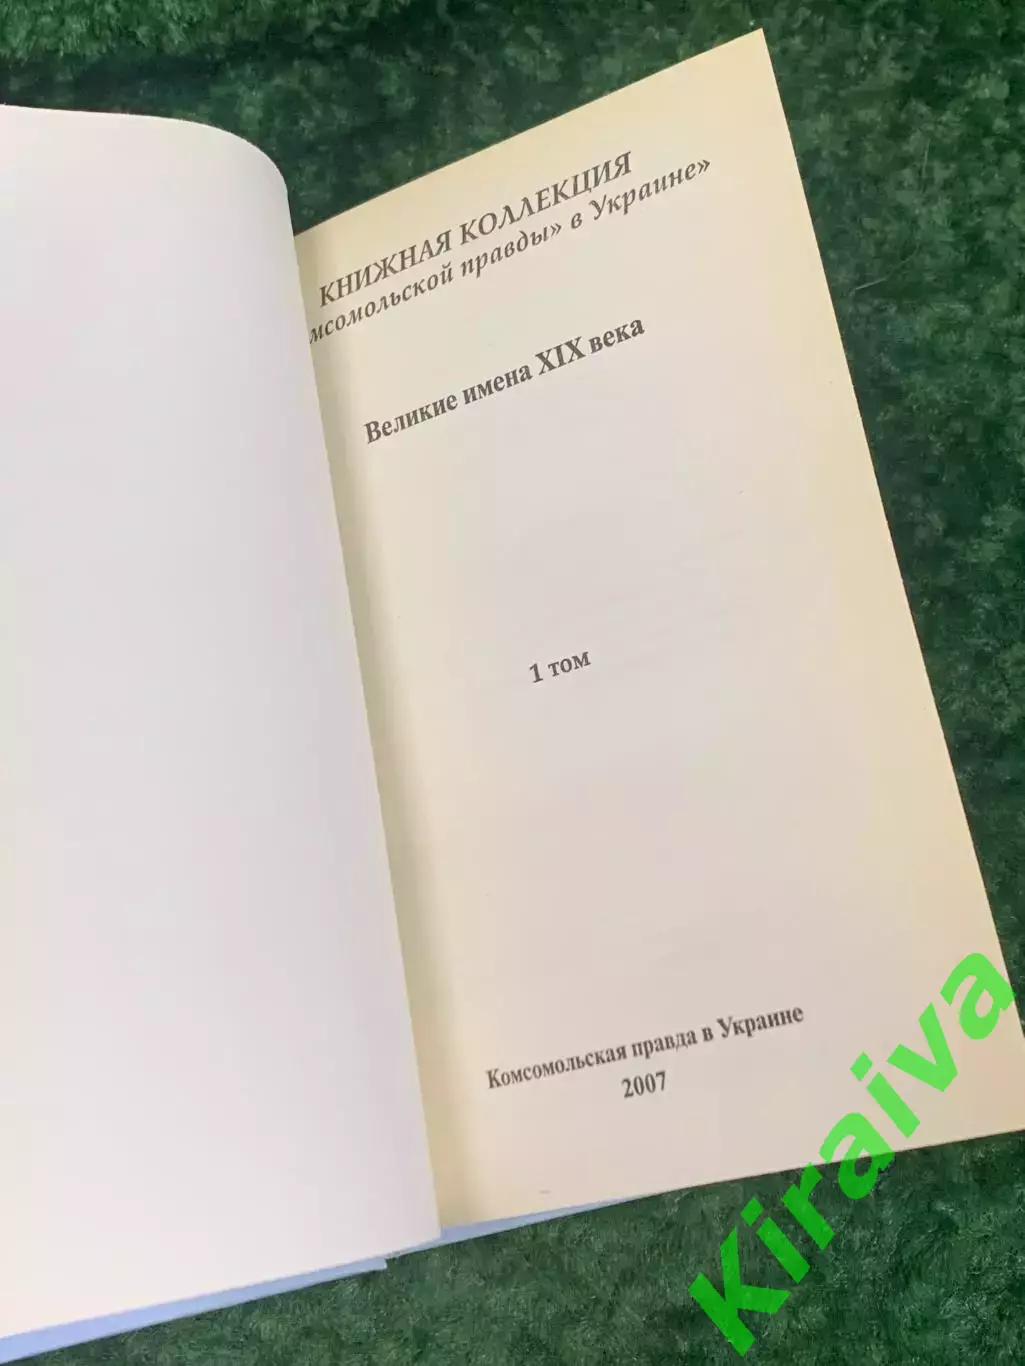 КНИЖНАЯ КОЛЛЕКЦИЯ
мсомольской правды» в Украине»
Великие имена XIX века
1 том
Комсомольская правда в Украине
2007
Kiraiva